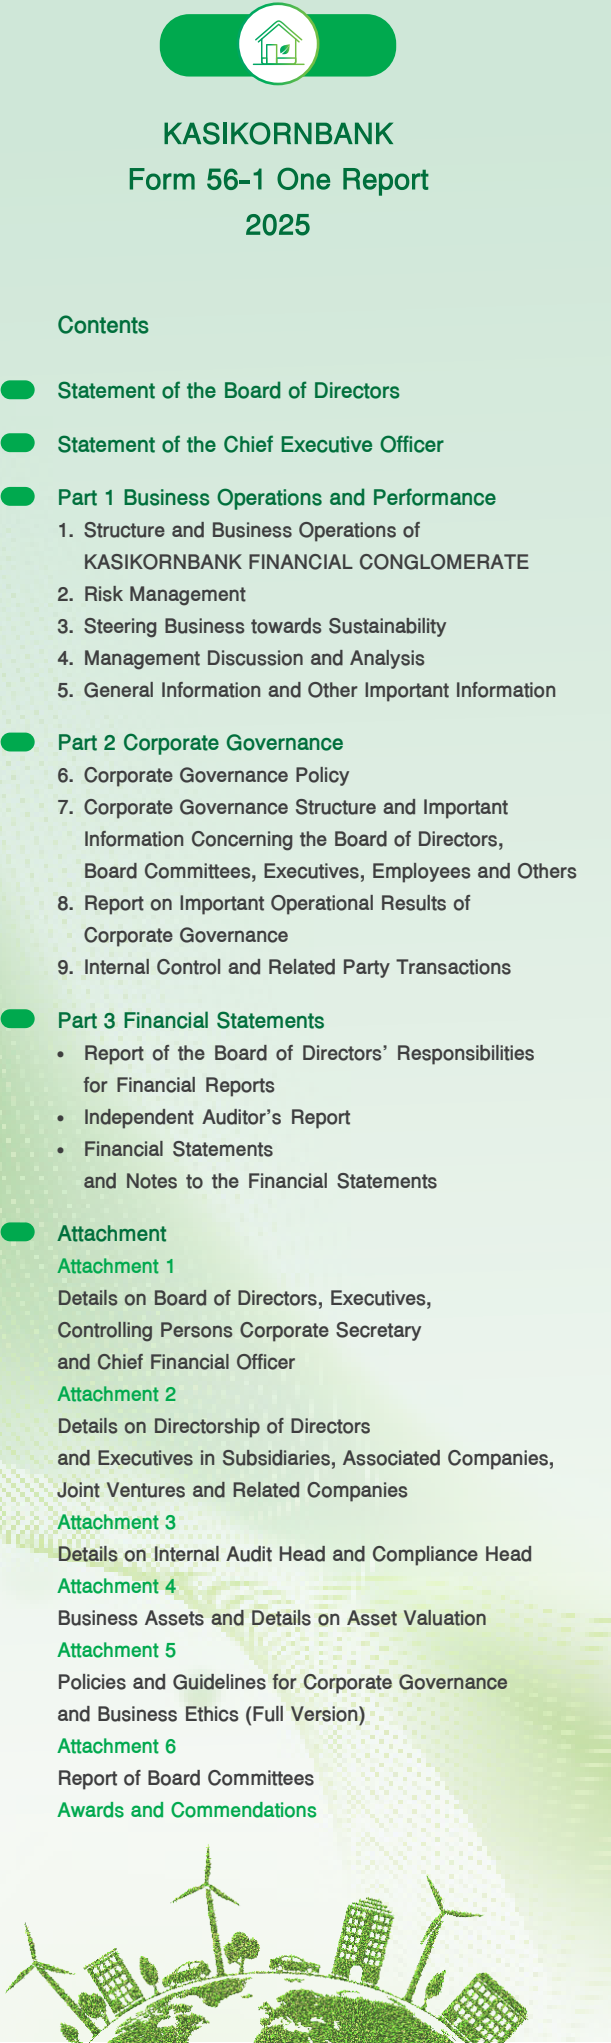 KASIKORNBANK
Form 56-1 One Report
2025
Contents
Statement of the Board of Directors
Statement of the Chief Executive Officer
Part 1 Business Operations and Performance
1. Structure and Business Operations of
KASIKORNBANK FINANCIAL CONGLOMERATE
2. Risk Management
3. Steering Business towards Sustainability
4. Management Discussion and Analysis
5. General Information and Other Important Information
Part 2 Corporate Governance
6. Corporate Governance Policy
7. Corporate Governance Structure and Important
Information Concerning the Board of Directors,
Board Committees, Executives, Employees and Others
8. Report on Important Operational Results of
Corporate Governance
9. Internal Control and Related Party Transactions
Part 3 Financial Statements
• Report of the Board of Directors’ Responsibilities
for Financial Reports
• Independent Auditor’s Report
• Financial Statements
and Notes to the Financial Statements
Attachment
Attachment 1
Details on Board of Directors, Executives,
Controlling Persons Corporate Secretary
and Chief Financial Officer
Attachment 2
Details on Directorship of Directors
and Executives in Subsidiaries, Associated Companies,
Joint Ventures and Related Companies
Attachment 3
Details on Internal Audit Head and Compliance Head
Attachment 4
Business Assets and Details on Asset Valuation
Attachment 5
Policies and Guidelines for Corporate Governance
and Business Ethics (Full Version)
Attachment 6
Report of Board Committees
Awards and Commendations